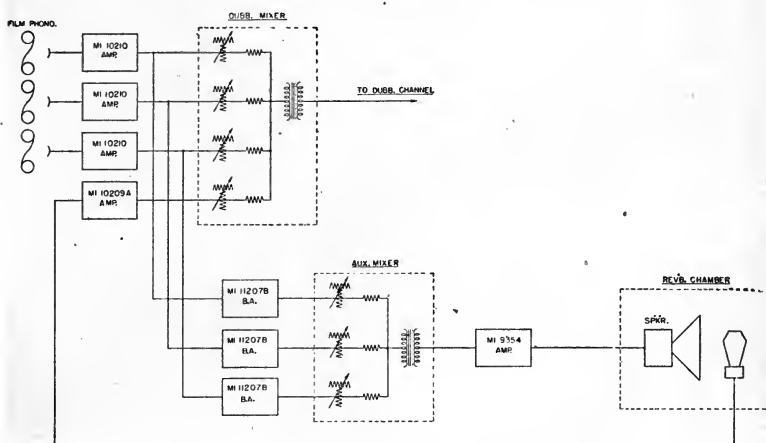 DUBB. MIXER
FILM PHONO.
MI 10210
AMP.
MI 10210
AMP.
TO DUBB. CHANNEL
MI 10210
AMP.
MI 10209A
AMP.
AUX. MIXER
REVB. CHAMBER
MI 11207B
B.A.
SPKR.
MI 11207B
B.A.
MI 9354
AMP.
MI 11207B
B.A.